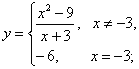 y = { (x² − 9)/(x + 3), x ≠ −3,
−6, x = −3;